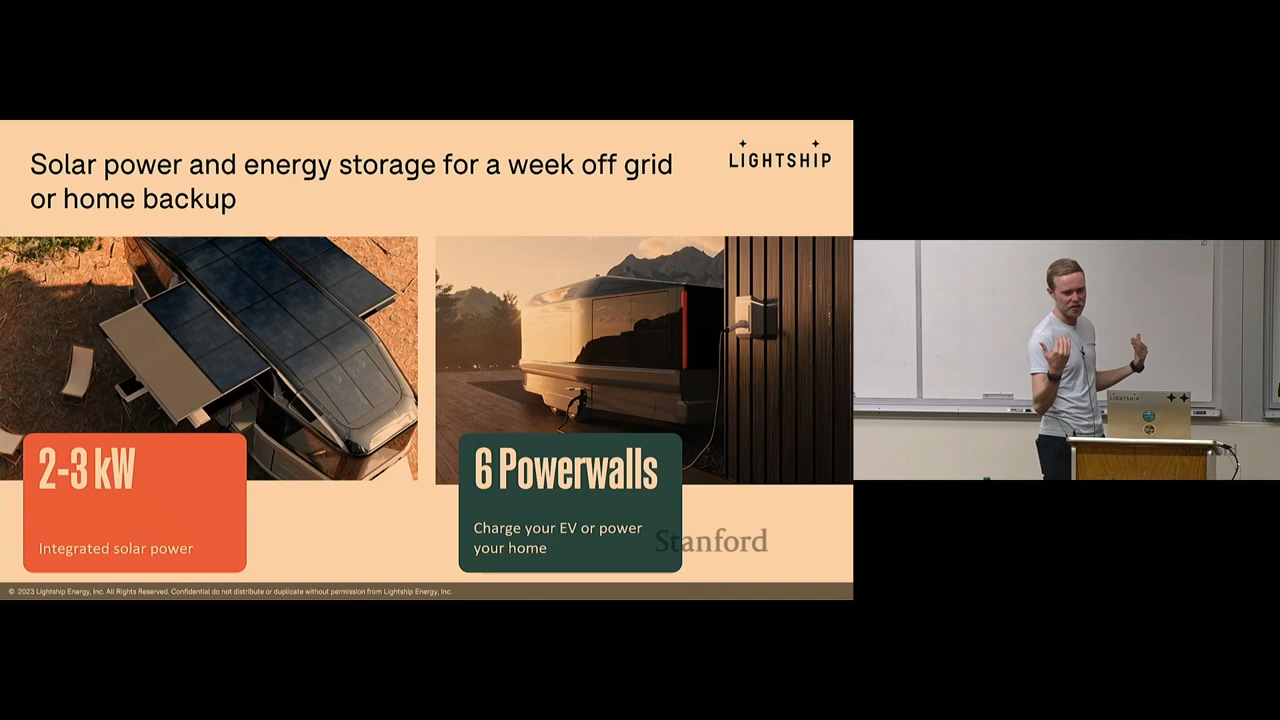 Solar power and energy storage for a week off grid
or home backup
LIGHTSHIP
2-3 kW
Integrated solar power
6 Powerwalls
Charge your EV or power
your home
Stanford
© 2023 Lightship Energy, Inc. All Rights Reserved. Confidential do not distribute or duplicate without permission from Lightship Energy, Inc.
LIGHTSHIP